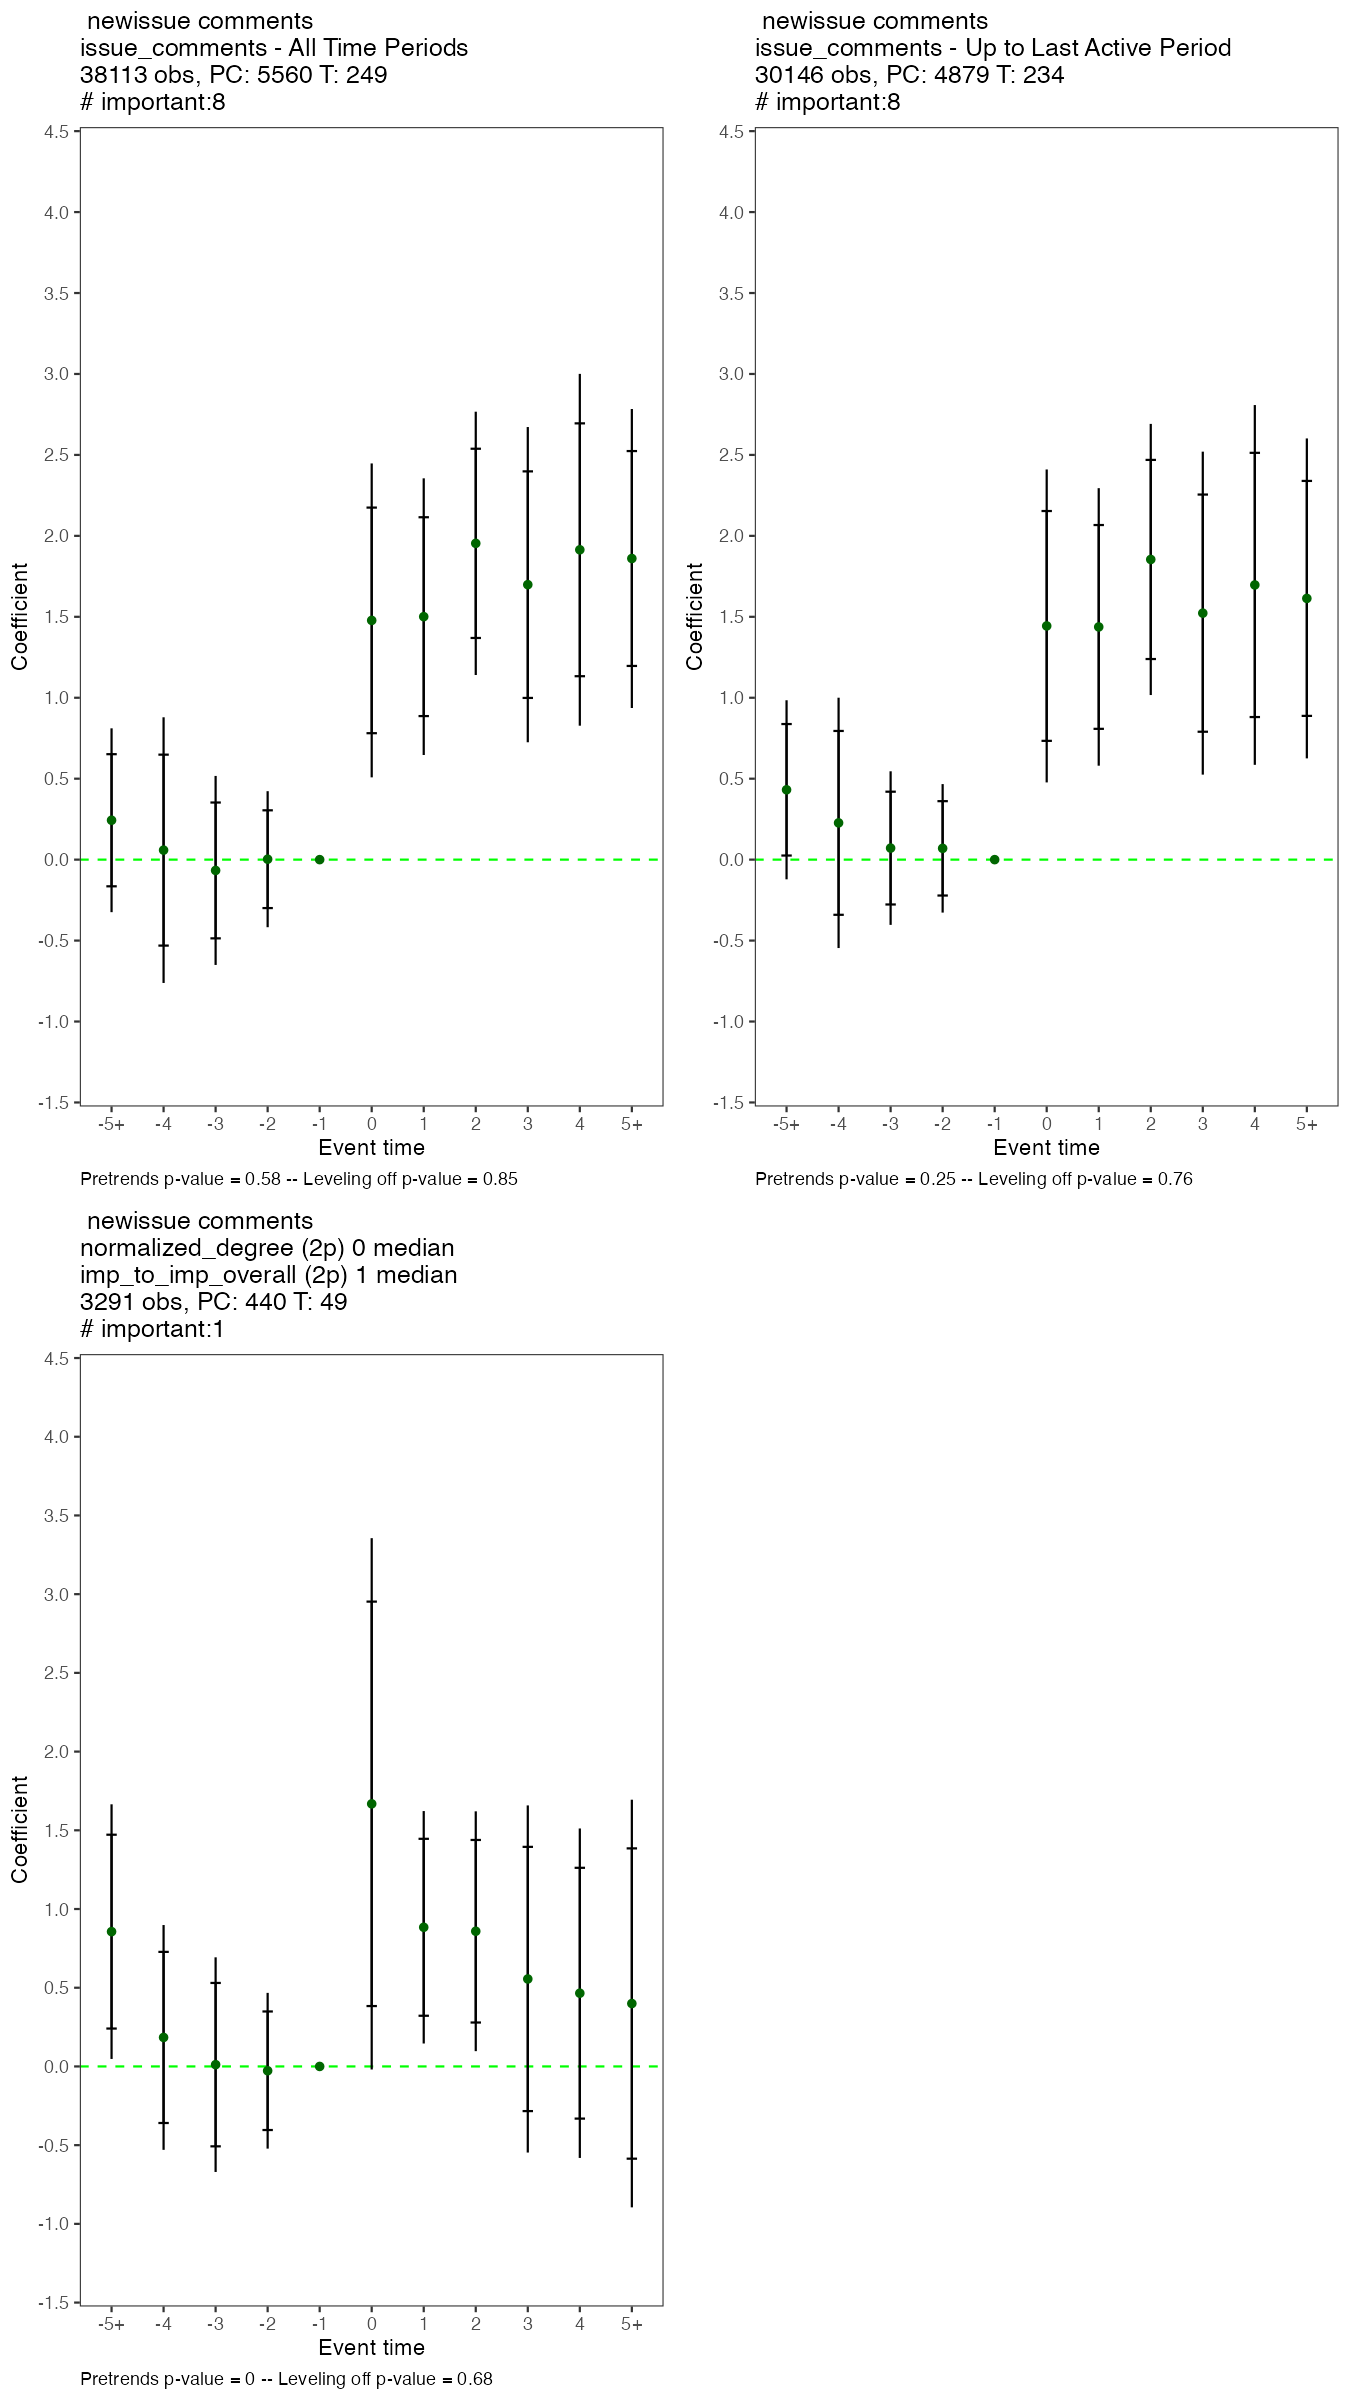 newissue comments
issue_comments - All Time Periods
38113 obs, PC: 5560 T: 249
# important:8
4.5
4.0
3.5
3.0
2.5
2.0
1.5
1.0
0.5
0.0
-0.5
-1.0
-1.5
Coefficient
-5+ -4 -3 -2 -1 0 1 2 3 4 5+
Event time
Pretrends p-value = 0.58 -- Leveling off p-value = 0.85
newissue comments
issue_comments - Up to Last Active Period
30146 obs, PC: 4879 T: 234
# important:8
4.5
4.0
3.5
3.0
2.5
2.0
1.5
1.0
0.5
0.0
-0.5
-1.0
-1.5
Coefficient
-5+ -4 -3 -2 -1 0 1 2 3 4 5+
Event time
Pretrends p-value = 0.25 -- Leveling off p-value = 0.76
newissue comments
normalized_degree (2p) 0 median
imp_to_imp_overall (2p) 1 median
3291 obs, PC: 440 T: 49
# important:1
4.5
4.0
3.5
3.0
2.5
2.0
1.5
1.0
0.5
0.0
-0.5
-1.0
-1.5
Coefficient
-5+ -4 -3 -2 -1 0 1 2 3 4 5+
Event time
Pretrends p-value = 0 -- Leveling off p-value = 0.68